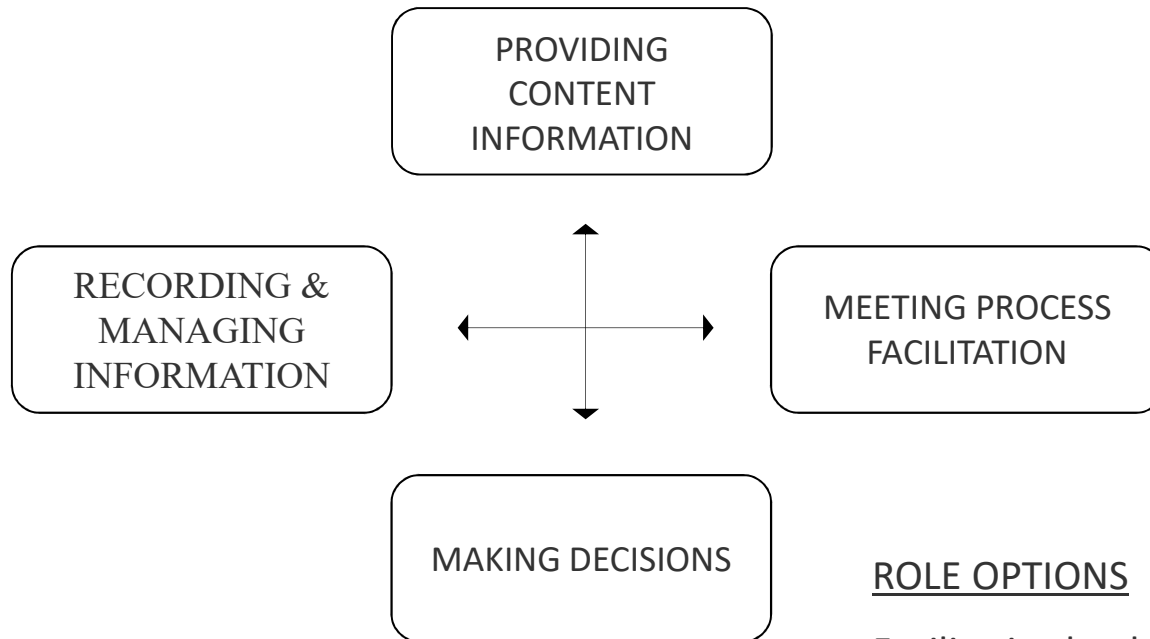 PROVIDING
CONTENT
INFORMATION
RECORDING &
MANAGING
INFORMATION
MEETING PROCESS
FACILITATION
MAKING DECISIONS
ROLE OPTIONS